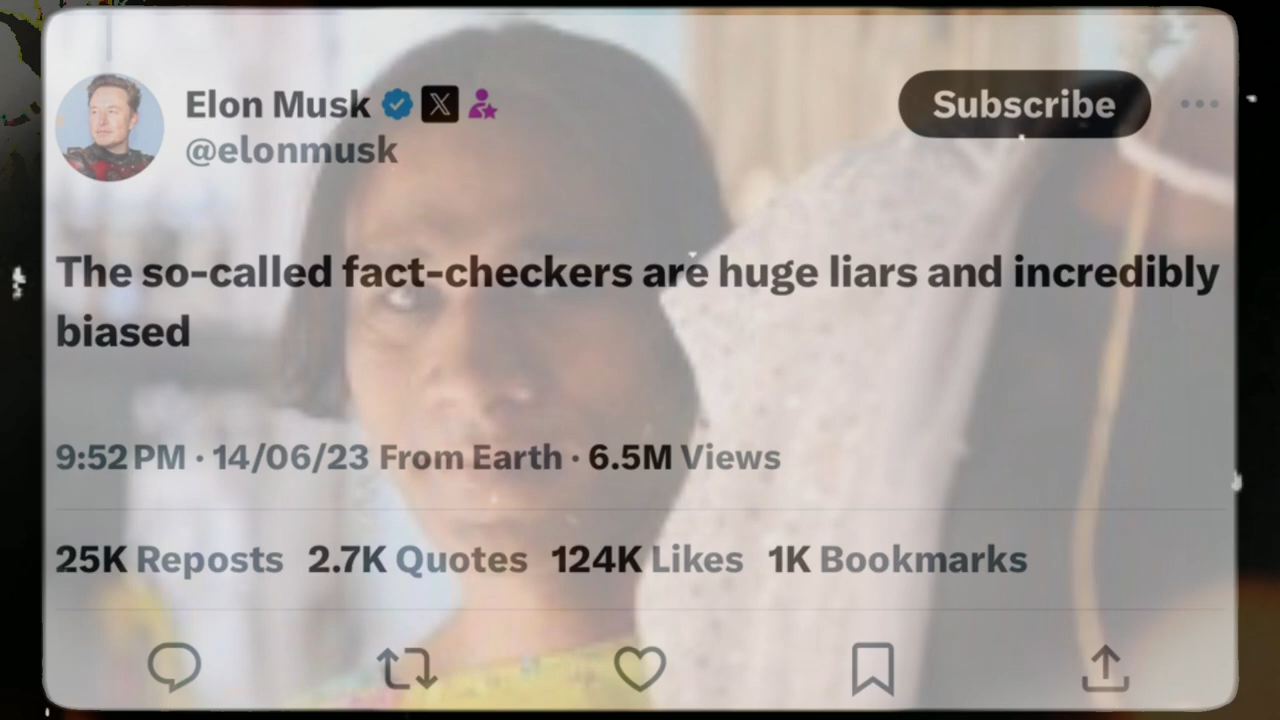 Elon Musk
Subscribe
@elonmusk
The so-called fact-checkers are huge liars and incredibly
biased
9:52 PM · 14/06/23 From Earth · 6.5M Views
25K Reposts 2.7K Quotes 124K Likes 1K Bookmarks